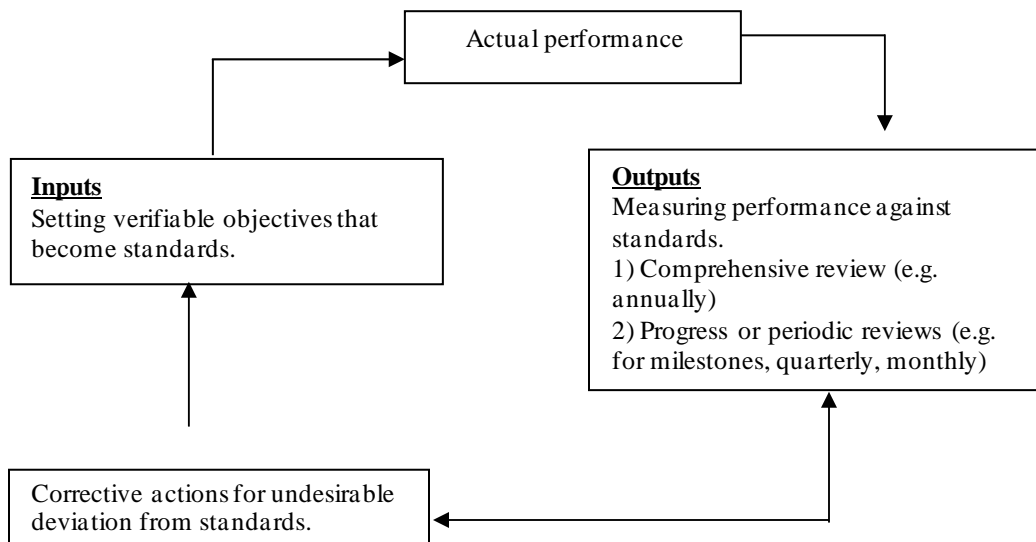 Actual performance
Inputs
Setting verifiable objectives that
become standards.
Outputs
Measuring performance against
standards.
1) Comprehensive review (e.g.
annually)
2) Progress or periodic reviews (e.g.
for milestones, quarterly, monthly)
Corrective actions for undesirable
deviation from standards.